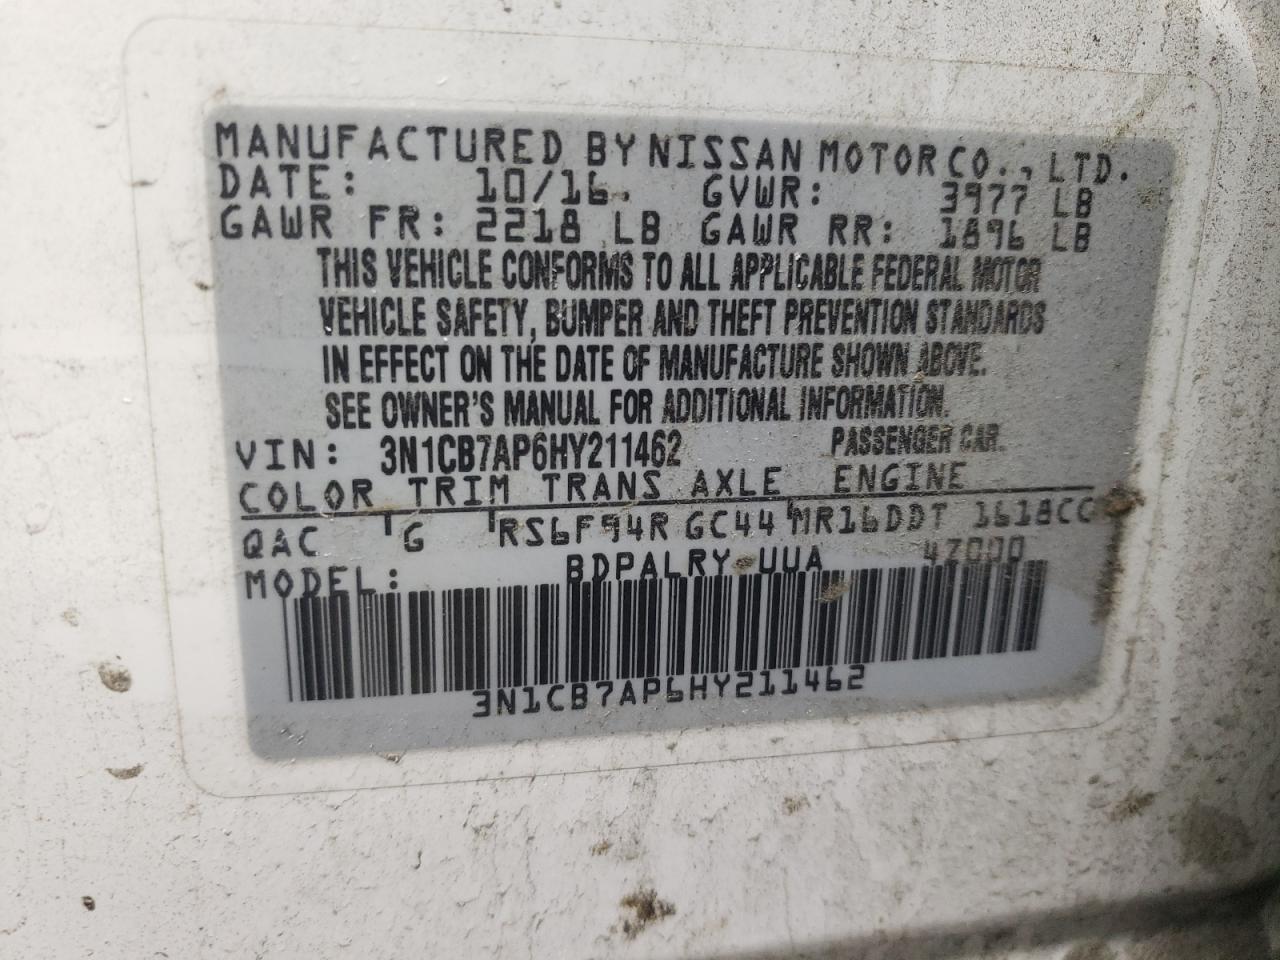 MANUFACTURED BY NISSAN MOTOR CO., LTD.
DATE: 10/16. GVWR: 3977 LB
GAWR FR: 2218 LB GAWR RR: 1896 LB
THIS VEHICLE CONFORMS TO ALL APPLICABLE FEDERAL MOTOR
VEHICLE SAFETY, BUMPER AND THEFT PREVENTION STANDARDS
IN EFFECT ON THE DATE OF MANUFACTURE SHOWN ABOVE.
SEE OWNER'S MANUAL FOR ADDITIONAL INFORMATION.
VIN: 3N1CB7AP6HY211462 PASSENGER CAR.
COLOR TRIM TRANS AXLE ENGINE
QAC G RS6F94R GC44 MR16DDT 1618CC
MODEL: BDPALRY-UUA 47000
3N1CB7AP6HY211462